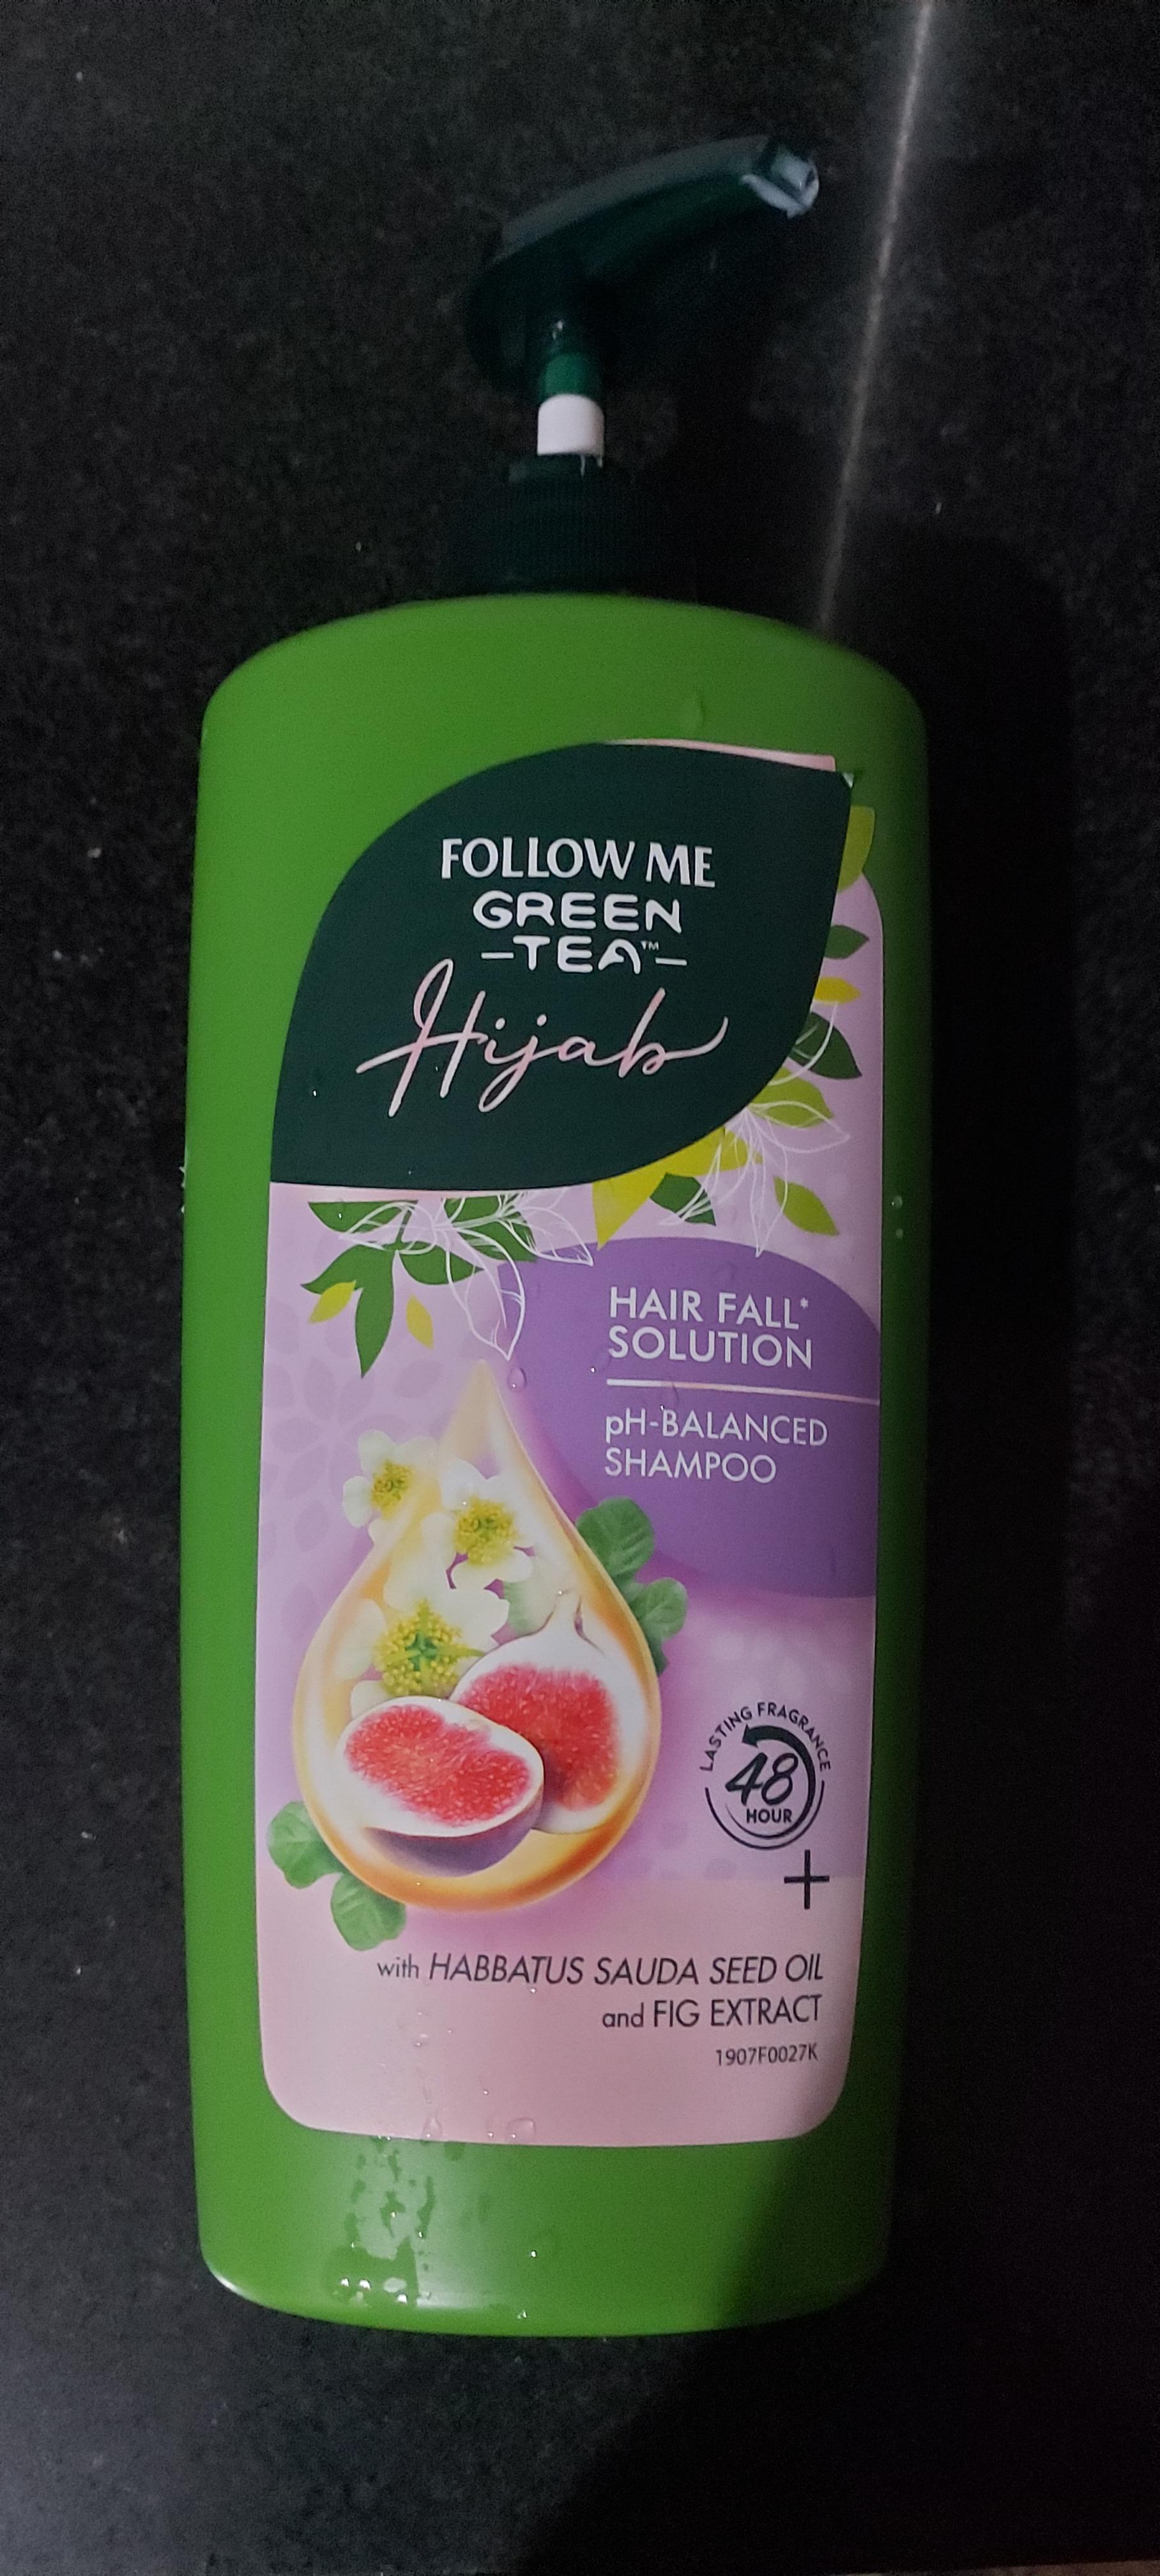 FOLLOW ME
GREEN
-TEA™-
Hijab
HAIR FALL*
SOLUTION
pH-BALANCED
SHAMPOO
LASTING FRAGRANCE
48
HOUR
+
with HABBATUS SAUDA SEED OIL
and FIG EXTRACT
1907F0027K